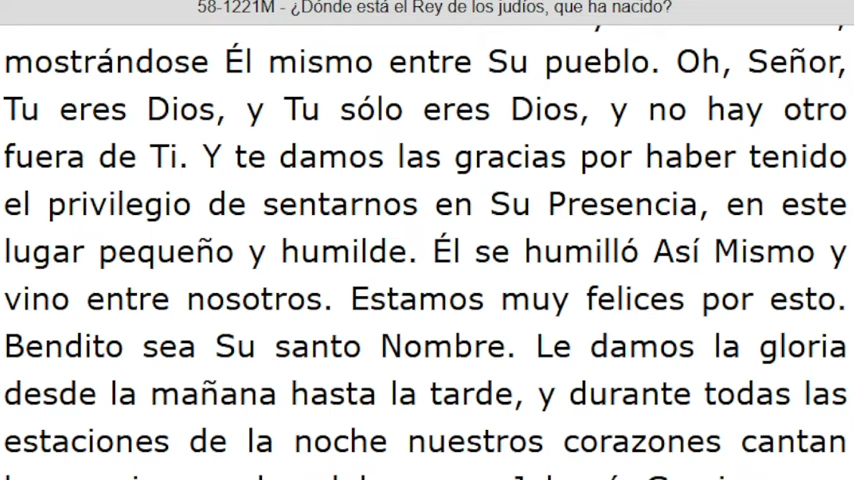 58-1221M - ¿Dónde está el Rey de los judíos, que ha nacido?
mostrándose Él mismo entre Su pueblo. Oh, Señor,
Tu eres Dios, y Tu sólo eres Dios, y no hay otro
fuera de Ti. Y te damos las gracias por haber tenido
el privilegio de sentarnos en Su Presencia, en este
lugar pequeño y humilde. Él se humilló Así Mismo y
vino entre nosotros. Estamos muy felices por esto.
Bendito sea Su santo Nombre. Le damos la gloria
desde la mañana hasta la tarde, y durante todas las
estaciones de la noche nuestros corazones cantan